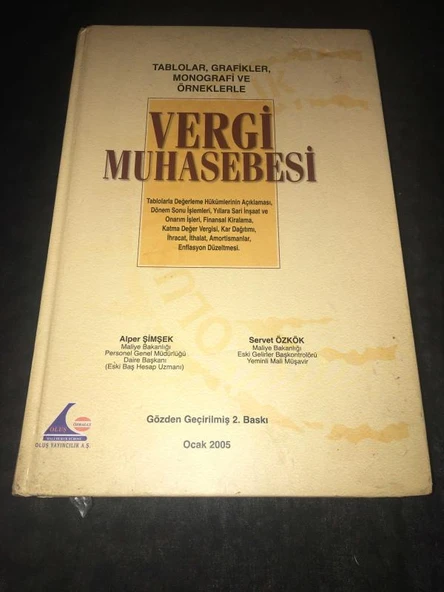 TABLOLAR, GRAFİKLER,
MONOGRAFİ VE
ÖRNEKLERLE
VERGİ
MUHASEBESİ
Tablolarla Değerleme Hükümlerinin Açıklaması,
Dönem Sonu İşlemleri, Yıllara Sari İnşaat ve
Onarım İşleri, Finansal Kiralama,
Katma Değer Vergisi, Kar Dağıtımı,
İhracat, İthalat, Amortismanlar,
Enflasyon Düzeltmesi.
Alper ŞİMŞEK
Maliye Bakanlığı
Personel Genel Müdürlüğü
Daire Başkanı
(Eski Baş Hesap Uzmanı)
Servet ÖZKÖK
Maliye Bakanlığı
Eski Gelirler Başkontrolörü
Yeminli Mali Müşavir
Gözden Geçirilmiş 2. Baskı
Ocak 2005
OLUŞ
OLUŞ YAYINCILIK A.Ş.